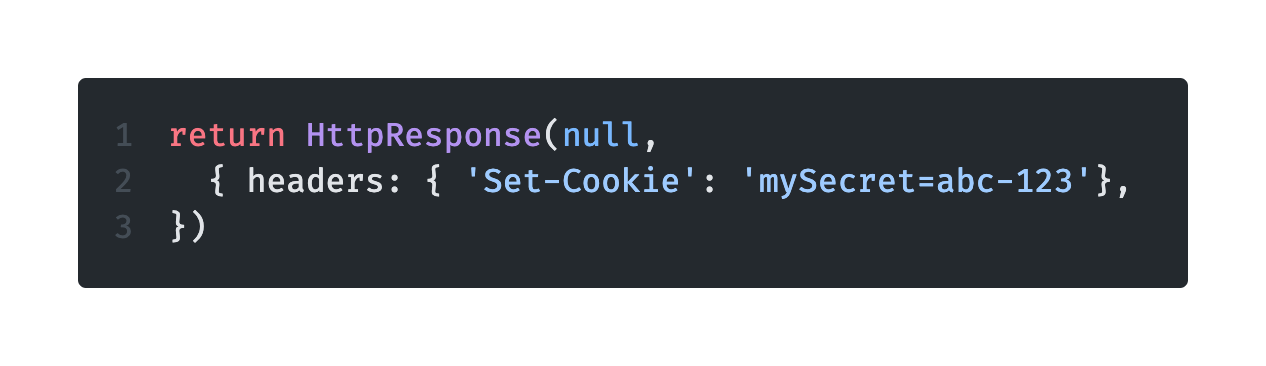 1 return HttpResponse(null,
2   { headers: { 'Set-Cookie': 'mySecret=abc-123'},
3 })